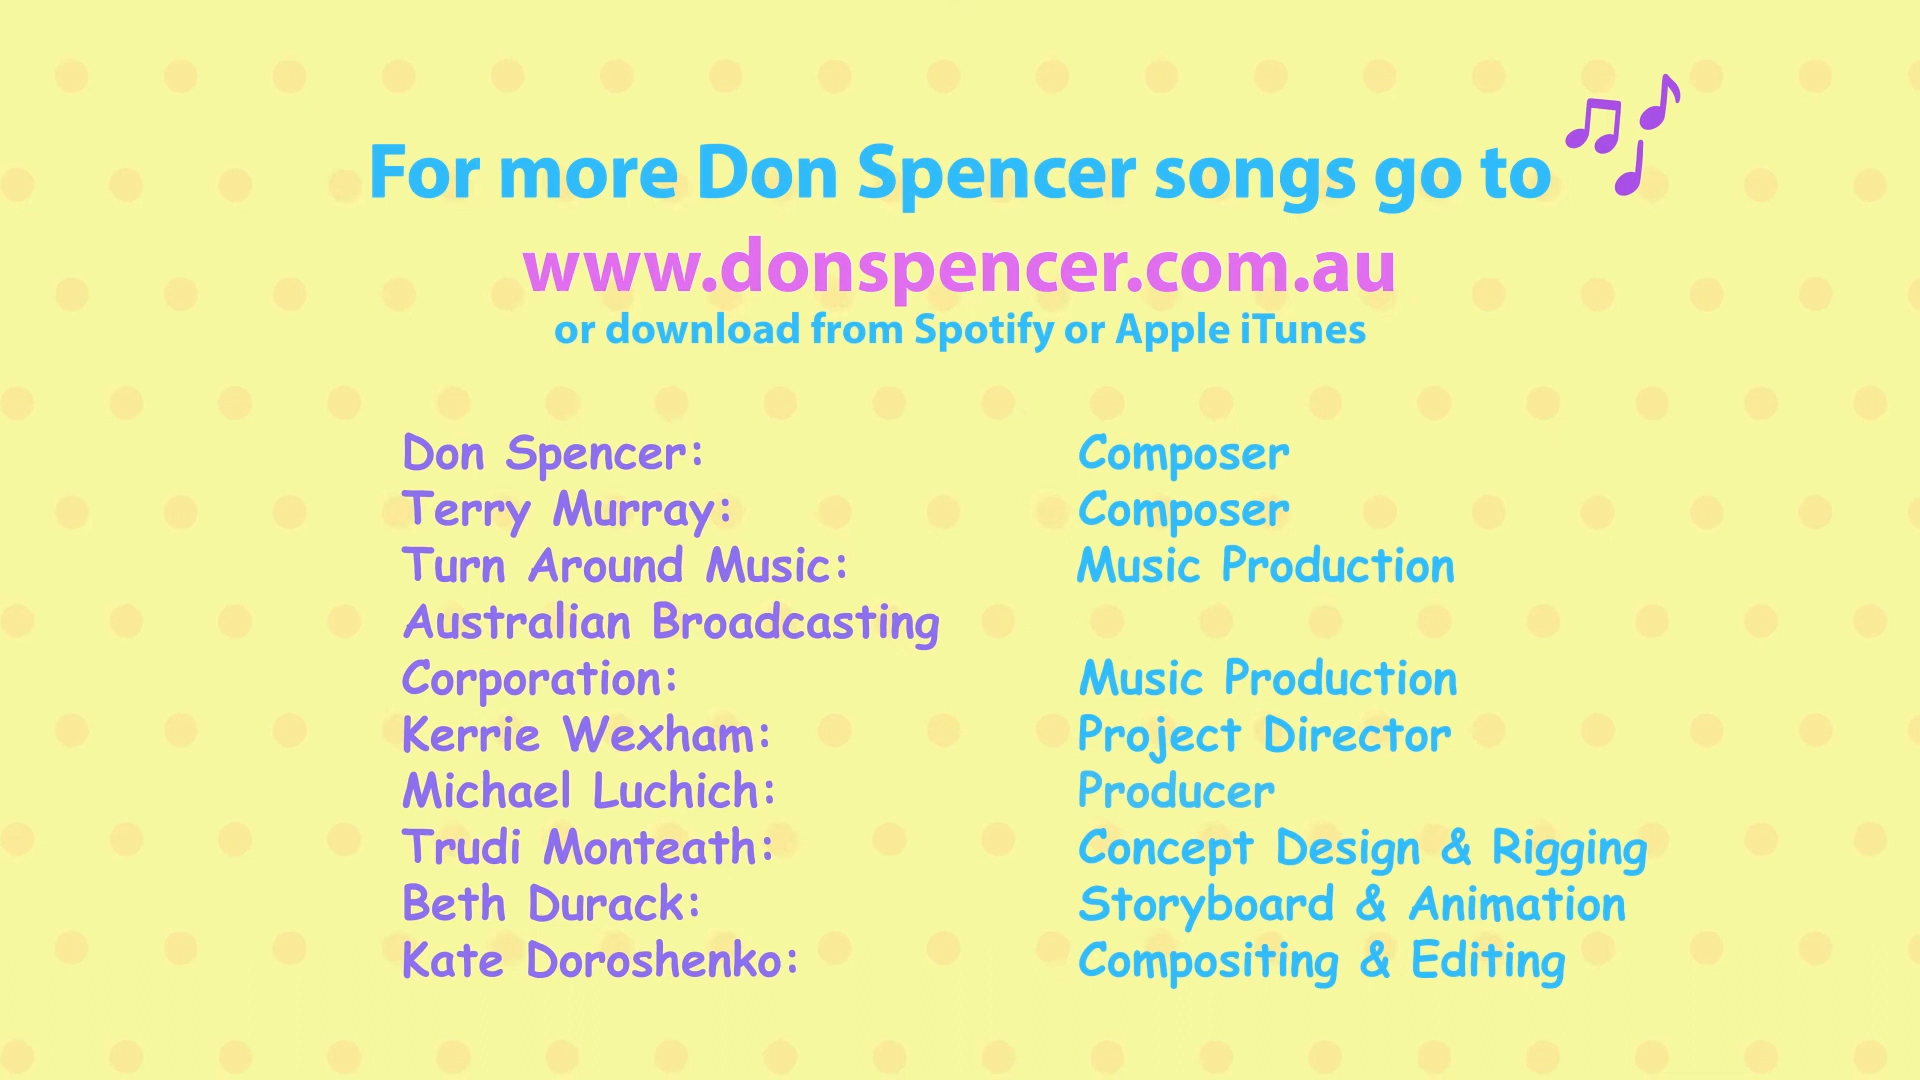 For more Don Spencer songs go to
www.donspencer.com.au
or download from Spotify or Apple iTunes
Don Spencer: Composer
Terry Murray: Composer
Turn Around Music: Music Production
Australian Broadcasting
Corporation: Music Production
Kerrie Wexham: Project Director
Michael Luchich: Producer
Trudi Monteath: Concept Design & Rigging
Beth Durack: Storyboard & Animation
Kate Doroshenko: Compositing & Editing